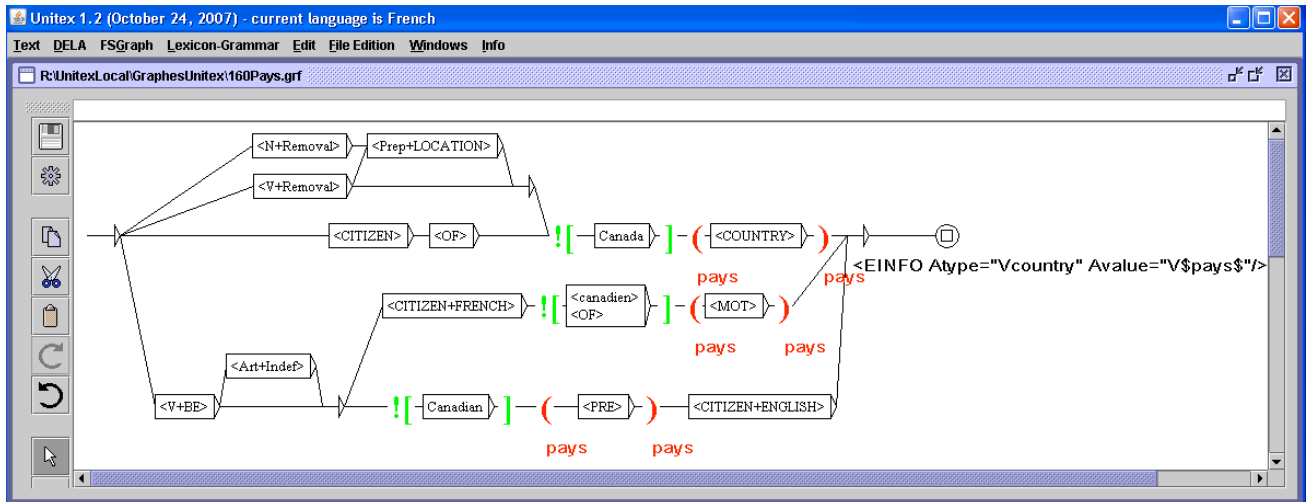 Unitex 1.2 (October 24, 2007) - current language is French
Text DELA FSGraph Lexicon-Grammar Edit File Edition Windows Info
R:\UnitexLocal\GraphesUnitex\160Pays.grf
<N+Removal> <Prep+LOCATION>
<V+Removal>
<CITIZEN> <OF> ![ Canada ] ( <COUNTRY> )
pays pays
<EINFO Atype="Vcountry" Avalue="V$pays$"/>
<CITIZEN+FRENCH> ![ <canadien> ] ( <MOT> )
<OF>
pays pays
<Art+Indef>
<V+BE> ![ Canadian ] ( <PRE> ) <CITIZEN+ENGLISH>
pays pays